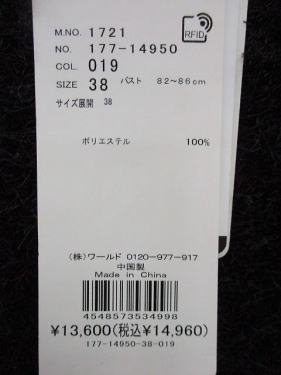 RFID
M.NO. 1721
NO. 177-14950
COL. 019
SIZE 38 バスト 82~86cm
サイズ展開 38
ポリエステル 100%
(株)ワールド 0120-977-917
中国製
Made in China
4548573534998
¥13,600(税込¥14,960)
177-14950-38-019